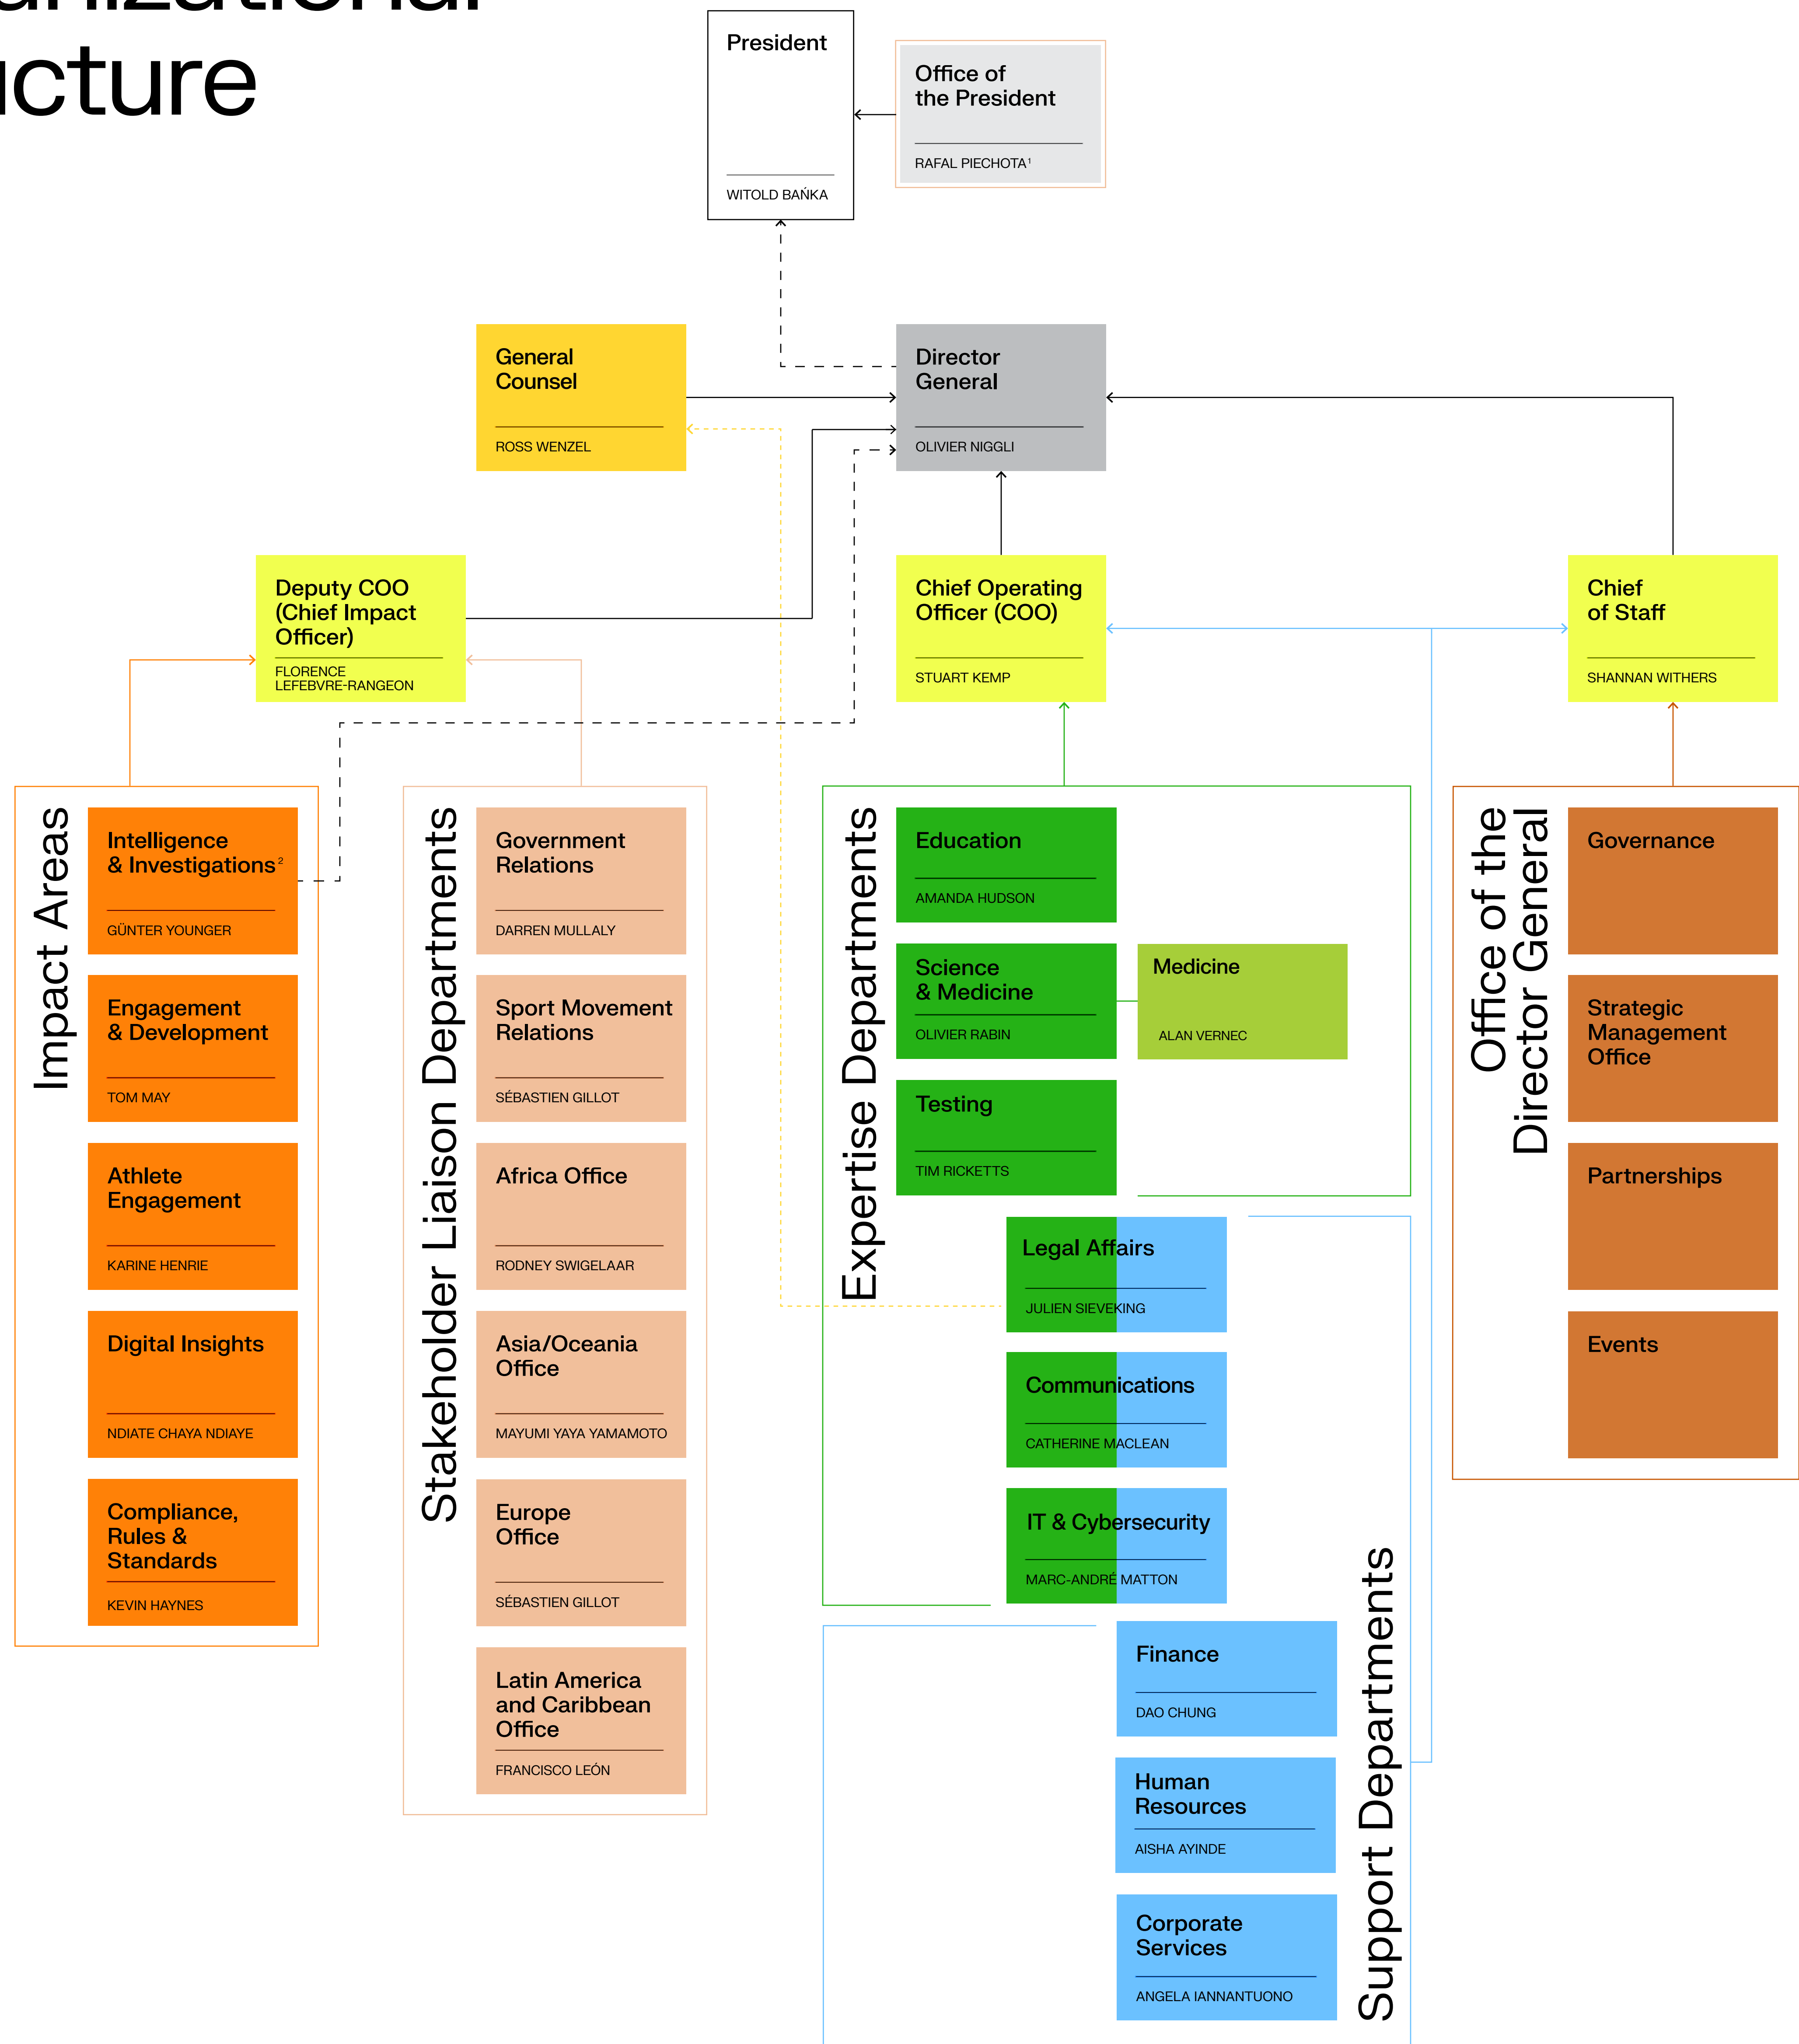 ucture
President
WITOLD BAŃKA
Office of
the President
RAFAL PIECHOTA¹
General
Counsel
ROSS WENZEL
Director
General
OLIVIER NIGGLI
Deputy COO
(Chief Impact
Officer)
FLORENCE
LEFEBVRE-RANGEON
Chief Operating
Officer (COO)
STUART KEMP
Chief
of Staff
SHANNAN WITHERS
Impact Areas
Intelligence
& Investigations²
GÜNTER YOUNGER
Engagement
& Development
TOM MAY
Athlete
Engagement
KARINE HENRIE
Digital Insights
NDIATE CHAYA NDIAYE
Compliance,
Rules &
Standards
KEVIN HAYNES
Stakeholder Liaison Departments
Government
Relations
DARREN MULLALY
Sport Movement
Relations
SÉBASTIEN GILLOT
Africa Office
RODNEY SWIGELAAR
Asia/Oceania
Office
MAYUMI YAYA YAMAMOTO
Europe
Office
SÉBASTIEN GILLOT
Latin America
and Caribbean
Office
FRANCISCO LEÓN
Expertise Departments
Education
AMANDA HUDSON
Science
& Medicine
OLIVIER RABIN
Medicine
ALAN VERNEC
Testing
TIM RICKETTS
Legal Affairs
JULIEN SIEVEKING
Communications
CATHERINE MACLEAN
IT & Cybersecurity
MARC-ANDRÉ MATTON
Support Departments
Finance
DAO CHUNG
Human
Resources
AISHA AYINDE
Corporate
Services
ANGELA IANNANTUONO
Office of the
Director General
Governance
Strategic
Management
Office
Partnerships
Events